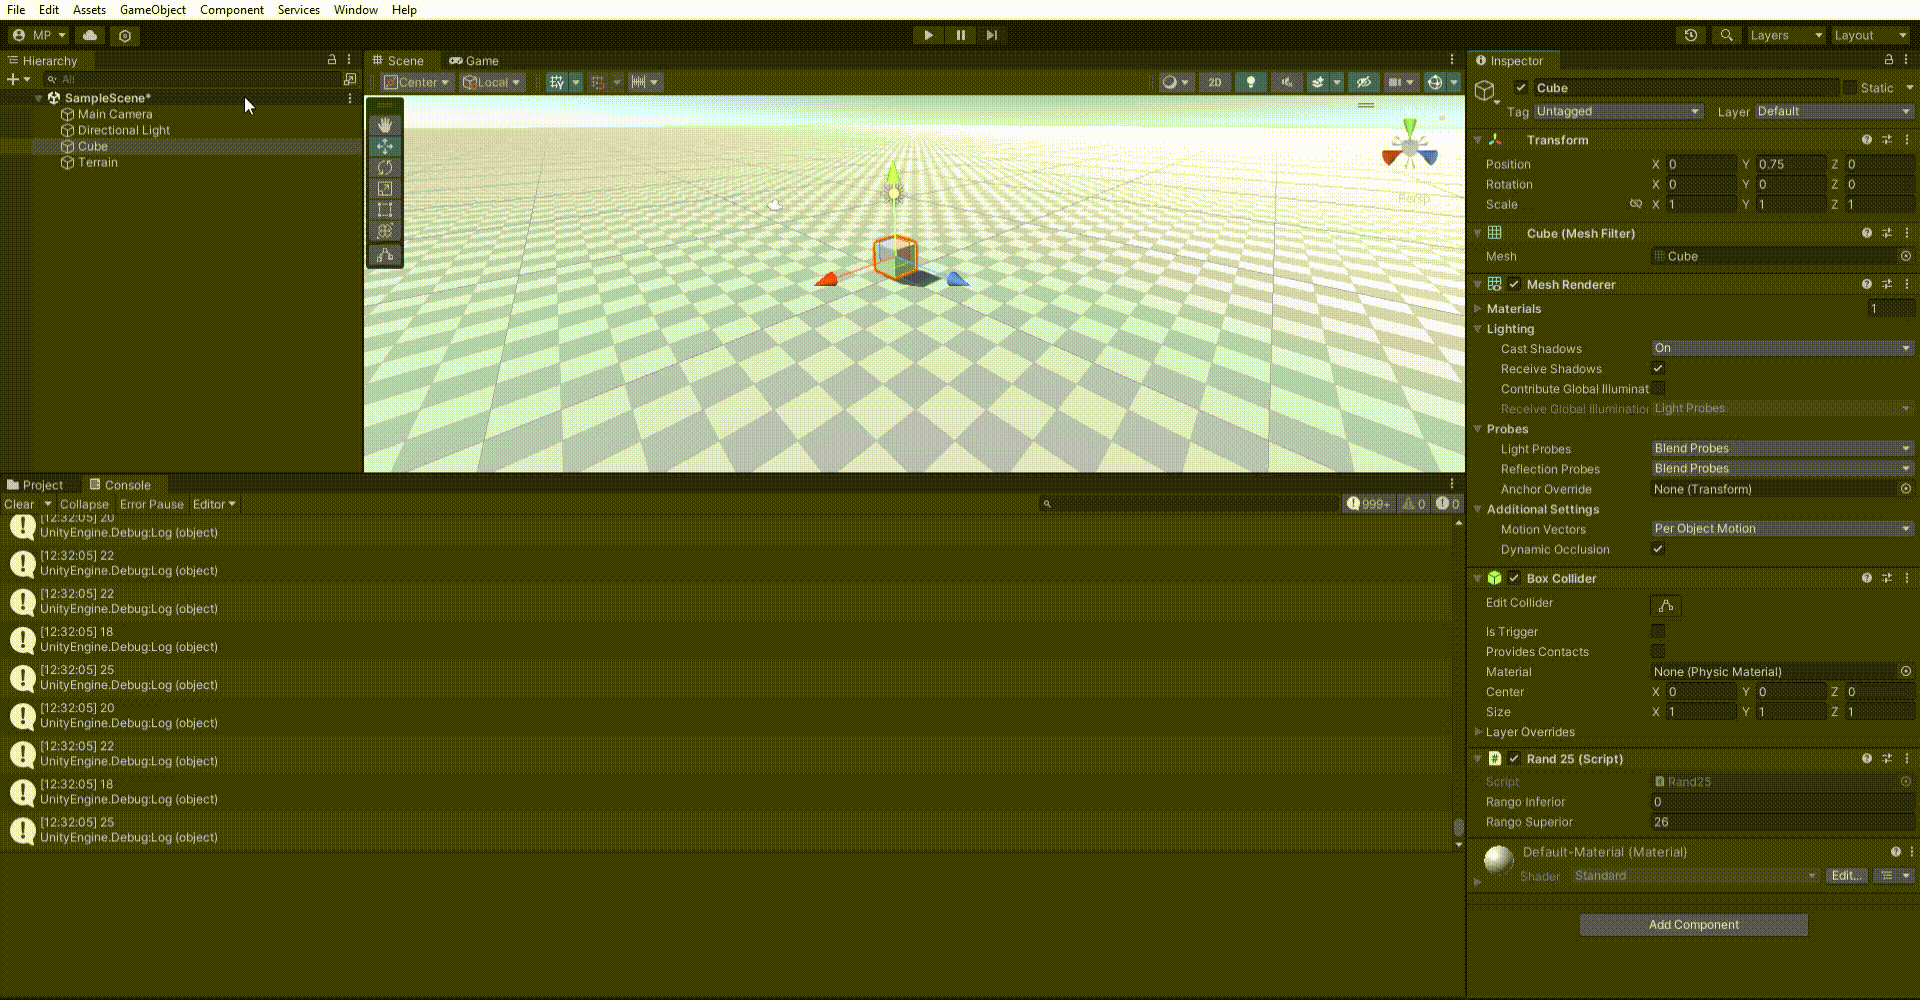 File Edit Assets GameObject Component Services Window Help
MP Layers Layout
Hierarchy
All
SampleScene*
Main Camera
Directional Light
Cube
Terrain
Scene Game
Center Local 2D
Persp
Inspector
Cube Static
Tag Untagged Layer Default
Transform
Position X 0 Y 0.75 Z 0
Rotation X 0 Y 0 Z 0
Scale X 1 Y 1 Z 1
Cube (Mesh Filter)
Mesh Cube
Mesh Renderer
Materials 1
Lighting
Cast Shadows On
Receive Shadows
Contribute Global Illuminat
Receive Global Illumination Light Probes
Probes
Light Probes Blend Probes
Reflection Probes Blend Probes
Anchor Override None (Transform)
Additional Settings
Motion Vectors Per Object Motion
Dynamic Occlusion
Box Collider
Edit Collider
Is Trigger
Provides Contacts
Material None (Physic Material)
Center X 0 Y 0 Z 0
Size X 1 Y 1 Z 1
Layer Overrides
Rand 25 (Script)
Script Rand25
Rango Inferior 0
Rango Superior 26
Default-Material (Material)
Shader Standard Edit...
Add Component
Project Console
Clear Collapse Error Pause Editor 999+ 0 0
[12:32:05] 20
UnityEngine.Debug:Log (object)
[12:32:05] 22
UnityEngine.Debug:Log (object)
[12:32:05] 22
UnityEngine.Debug:Log (object)
[12:32:05] 18
UnityEngine.Debug:Log (object)
[12:32:05] 25
UnityEngine.Debug:Log (object)
[12:32:05] 20
UnityEngine.Debug:Log (object)
[12:32:05] 22
UnityEngine.Debug:Log (object)
[12:32:05] 18
UnityEngine.Debug:Log (object)
[12:32:05] 25
UnityEngine.Debug:Log (object)